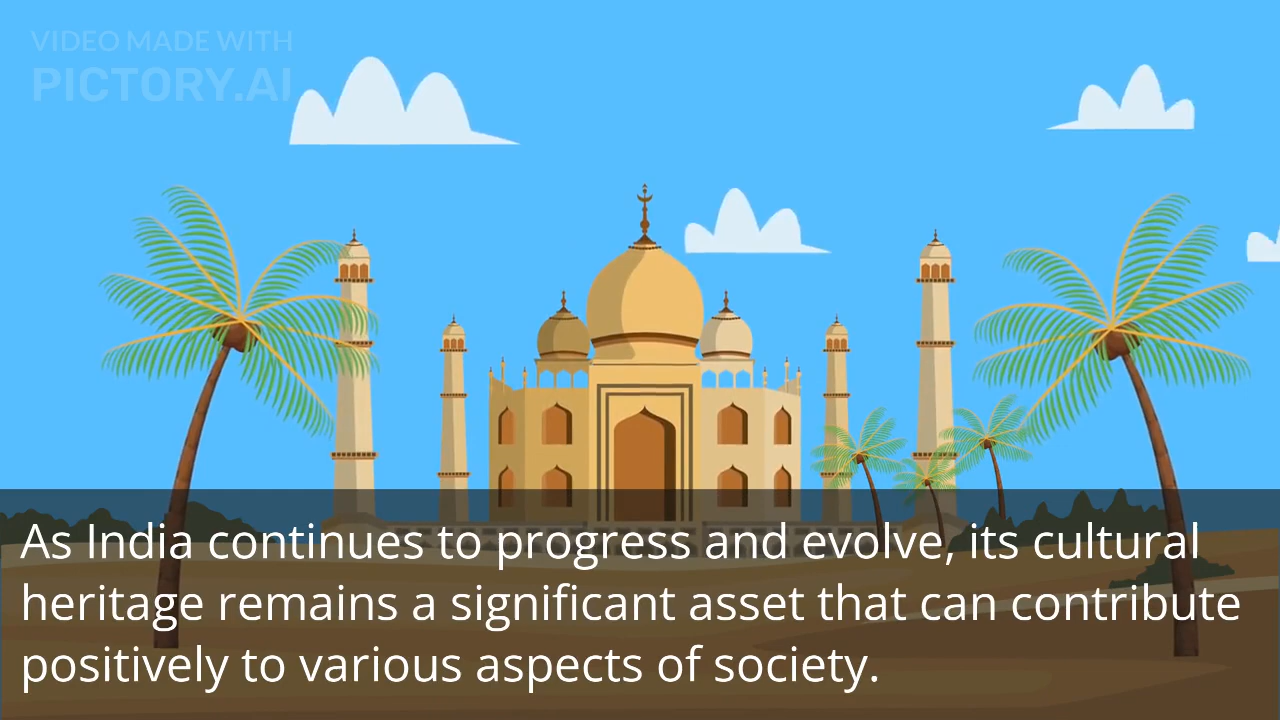 VIDEO MADE WITH
PICTORY.AI
As India continues to progress and evolve, its cultural
heritage remains a significant asset that can contribute
positively to various aspects of society.